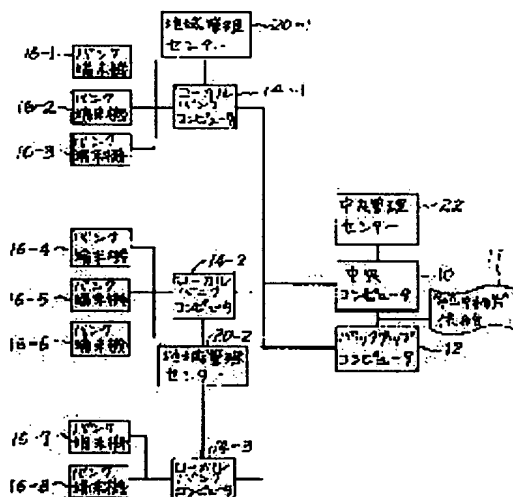 地域管理
センター
20-1
16-1
バンク
端末機
16-2
バンク
端末機
16-3
バンク
端末機
ローカル
バンク
コンピュータ
14-1
中央管理
センター
22
16-4
バンク
端末機
16-5
バンク
端末機
16-6
バンク
端末機
ローカル
バンク
コンピュータ
14-2
20-2
地域管理
センター
中央
コンピュータ
10
バックアップ
コンピュータ
12
16-7
バンク
端末機
16-8
バンク
端末機
ローカル
バンク
コンピュータ
14-3